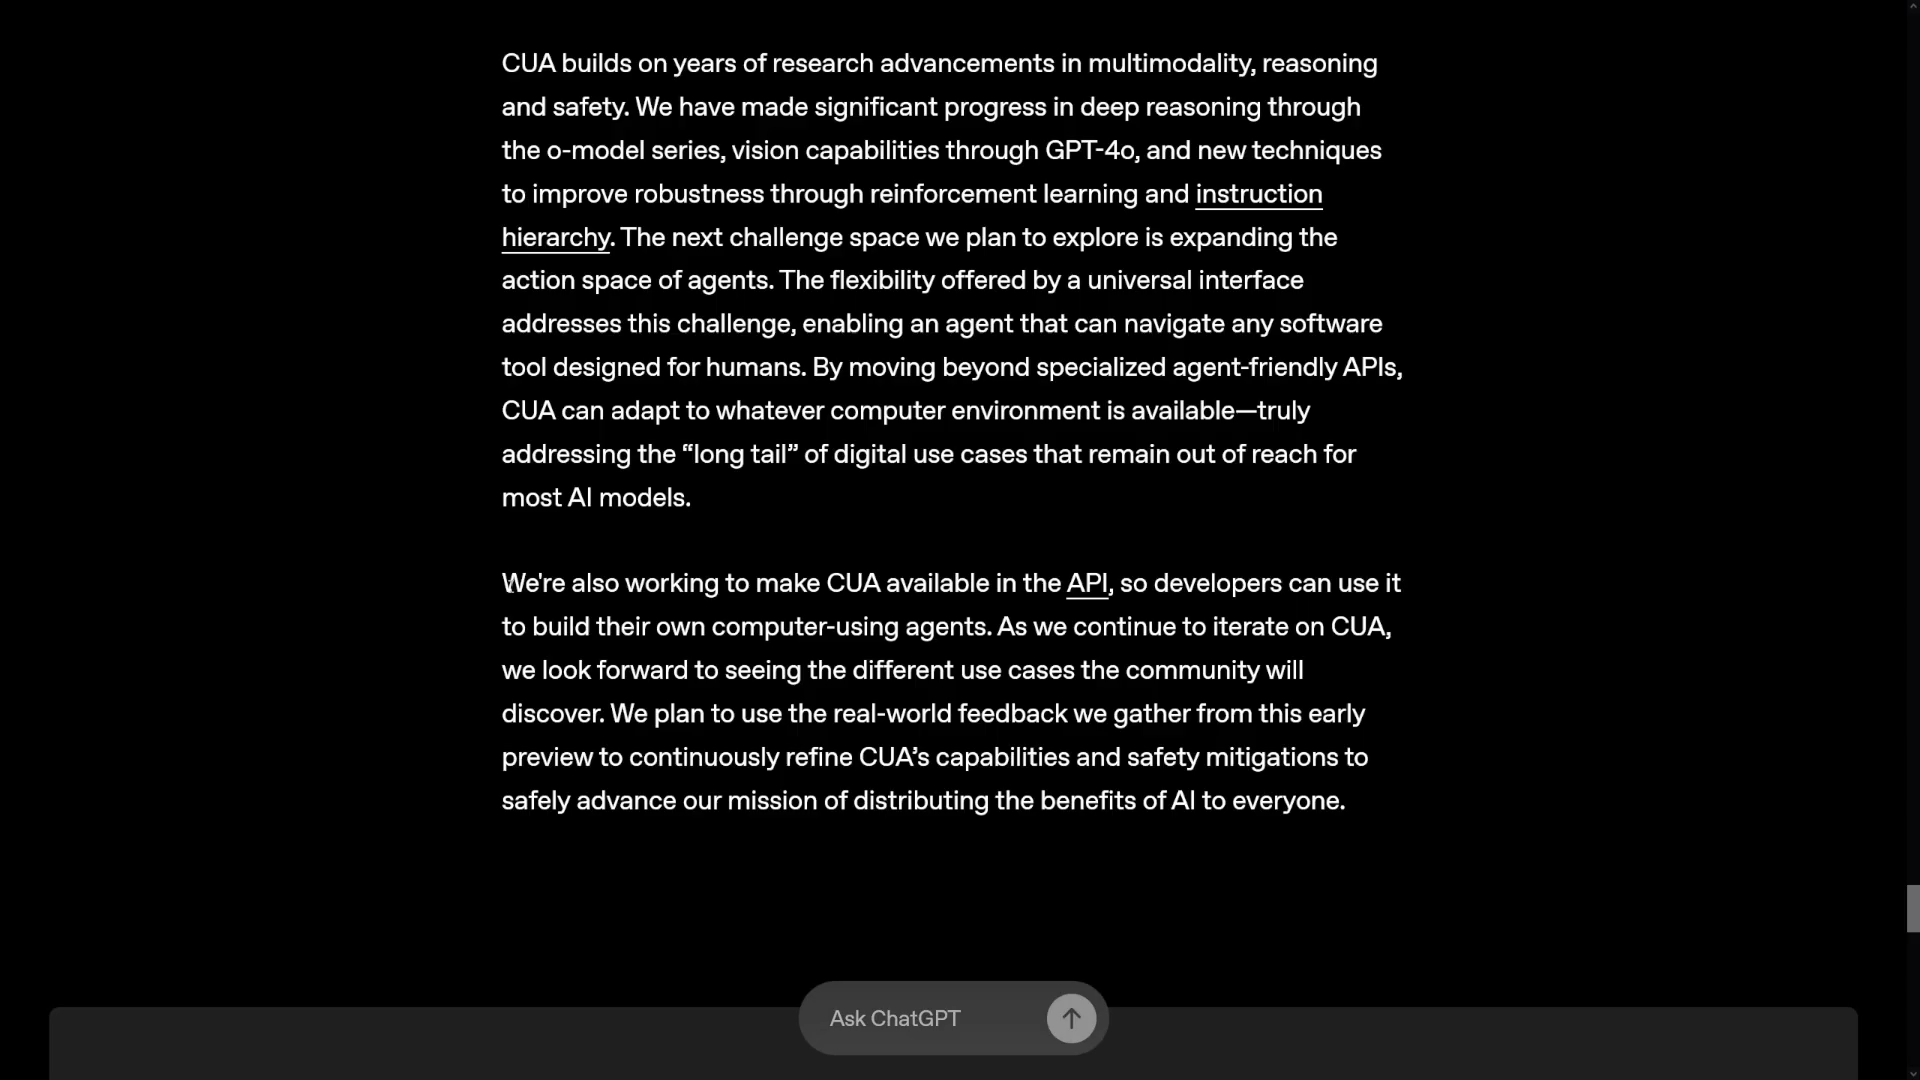 CUA builds on years of research advancements in multimodality, reasoning
and safety. We have made significant progress in deep reasoning through
the o-model series, vision capabilities through GPT-4o, and new techniques
to improve robustness through reinforcement learning and instruction
hierarchy. The next challenge space we plan to explore is expanding the
action space of agents. The flexibility offered by a universal interface
addresses this challenge, enabling an agent that can navigate any software
tool designed for humans. By moving beyond specialized agent-friendly APIs,
CUA can adapt to whatever computer environment is available—truly
addressing the “long tail” of digital use cases that remain out of reach for
most AI models.
We're also working to make CUA available in the API, so developers can use it
to build their own computer-using agents. As we continue to iterate on CUA,
we look forward to seeing the different use cases the community will
discover. We plan to use the real-world feedback we gather from this early
preview to continuously refine CUA’s capabilities and safety mitigations to
safely advance our mission of distributing the benefits of AI to everyone.
Ask ChatGPT